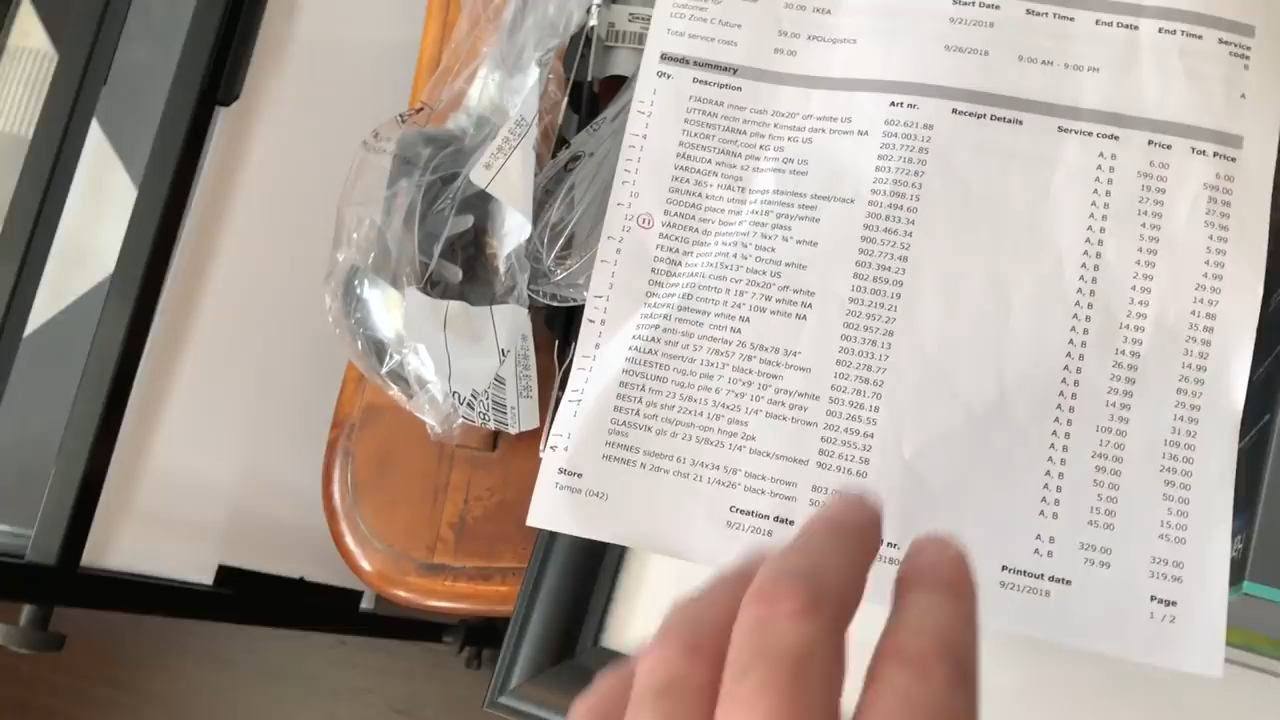 customer
30.00 IKEA
Start Date
Start Time
End Date
End Time
Service code
LCD Zone C future
59.00 XPOLogistics
9/21/2018
B
Total service costs
89.00
9/26/2018
9:00 AM - 9:00 PM
A
Goods summary
Qty. Description Art nr. Receipt Details Service code Price Tot. Price
1 FJÄDRAR inner cush 20x20" off-white US 602.621.88 A, B 6.00 6.00
1 UTTRAN recln armchr Kimstad dark brown NA 504.003.12 A, B 599.00 599.00
2 ROSENSTJÄRNA pllw firm KG US 203.772.85 A, B 19.99 39.98
1 TILKORT comf,cool KG US 802.718.70 A, B 27.99 27.99
ROSENSTJÄRNA pllw firm QN US 803.772.87 A, B 14.99 59.96
PÅBJUDA whisk s2 stainless steel 202.950.63 A, B 4.99 4.99
VARDAGEN tongs 903.098.15 A, B 5.99 5.99
IKEA 365+ HJÄLTE tongs stainless steel/black 801.494.60 A, B 4.99 4.99
GRUNKA kitch utnsl s4 stainless steel 300.833.34 A, B 4.99 4.99
10 GODDAG place mat 14x18" gray/white 903.466.34 A, B 2.99 29.90
3 BLANDA serv bowl 8" clear glass 900.572.52 A, B 4.99 14.97
12 11 VÄRDERA dp plate/bwl 7 ¾x7 ¾" white 902.773.48 A, B 3.49 41.88
12 BACKIG plate 9 ¾x9 ¾" black 603.394.23 A, B 2.99 35.88
2 FEJKA art pottd plnt 4 ¾" Orchid white 802.859.09 A, B 14.99 29.98
8 DRÖNA box 13x15x13" black US 103.003.19 A, B 3.99 31.92
RIDDARFJÄRIL cush cvr 20x20" off-white 903.219.21 A, B 14.99 14.99
OMLOPP LED cntrtp lt 18" 7.7W white NA 202.957.27 A, B 26.99 26.99
OMLOPP LED cntrtp lt 24" 10W white NA 002.957.28 A, B 29.99 89.97
TRÅDFRI gateway white NA 003.378.13 A, B 29.99 29.99
TRÅDFRI remote cntrl NA 203.033.17 A, B 14.99 14.99
8 STOPP anti-slip underlay 26 5/8x78 3/4" 802.278.77 A, B 3.99 31.92
KALLAX shlf ut 57 7/8x57 7/8" black-brown 102.758.62 A, B 109.00 109.00
8 KALLAX insert/dr 13x13" black-brown 602.781.70 A, B 17.00 136.00
1 HILLESTED rug,lo pile 7' 10"x9' 10" gray/white 503.926.18 A, B 249.00 249.00
1 HOVSLUND rug,lo pile 6' 7"x9' 10" dark gray 003.265.55 A, B 99.00 99.00
1 BESTÅ frm 23 5/8x15 3/4x25 1/4" black-brown 202.459.64 A, B 50.00 50.00
1 BESTÅ gls shlf 22x14 1/8" glass 602.955.32 A, B 5.00 5.00
BESTÅ soft cls/push-opn hnge 2pk 802.612.58 A, B 15.00 15.00
GLASSVIK gls dr 23 5/8x25 1/4" black/smoked glass 902.916.60 A, B 45.00 45.00
1 HEMNES sidebrd 61 3/4x34 5/8" black-brown 803. A, B 329.00 329.00
4 HEMNES N 2drw chst 21 1/4x26" black-brown A, B 79.99 319.96
Store
Tampa (042)
Creation date
9/21/2018
nr.
3180
Printout date
9/21/2018
Page
1 / 2